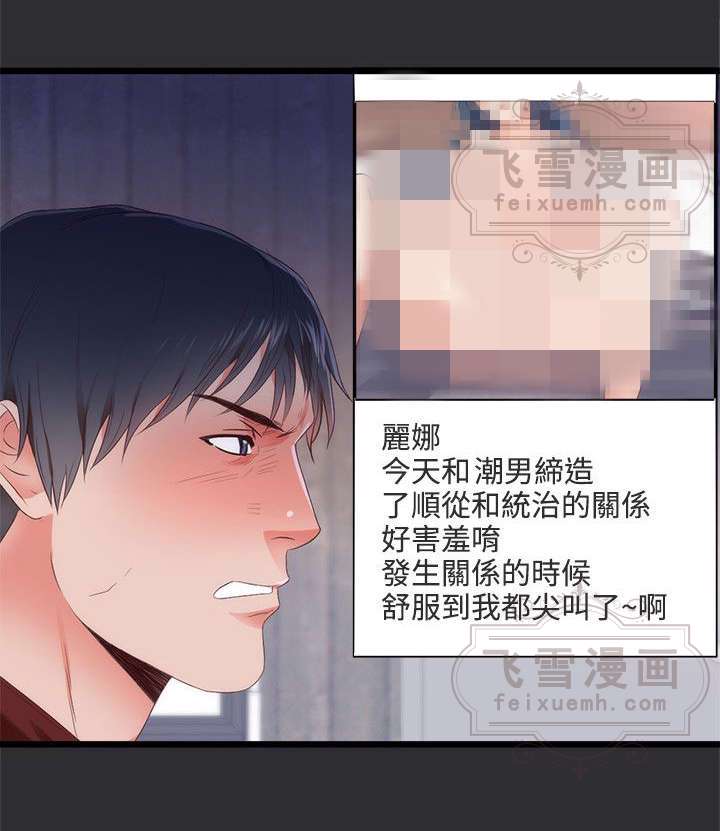 飞雪漫画
feixuemh.com
麗娜
今天和潮男締造
了順從和統治的關係
好害羞唷
發生關係的時候
舒服到我都尖叫了~啊
飞雪漫画
feixuemh.com